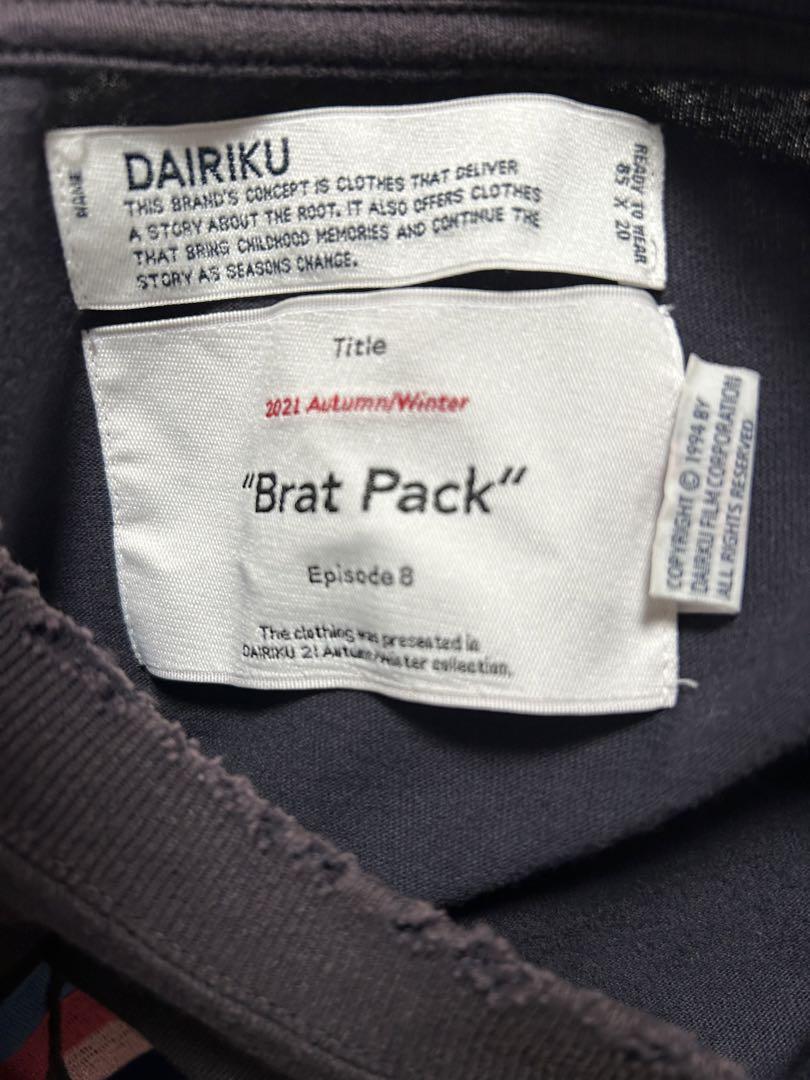 NAME
DAIRIKU
THIS BRAND'S CONCEPT IS CLOTHES THAT DELIVER
A STORY ABOUT THE ROOT. IT ALSO OFFERS CLOTHES
THAT BRING CHILDHOOD MEMORIES AND CONTINUE THE
STORY AS SEASONS CHANGE.
READY TO WEAR
85 X 20
Title
2021 Autumn/Winter
"Brat Pack"
Episode 8
The clothing was presented in
DAIRIKU 21 Autumn/Winter collection.
COPYRIGHT © 1994 BY
DAIRIKU FILM CORPORATION
ALL RIGHTS RESERVED